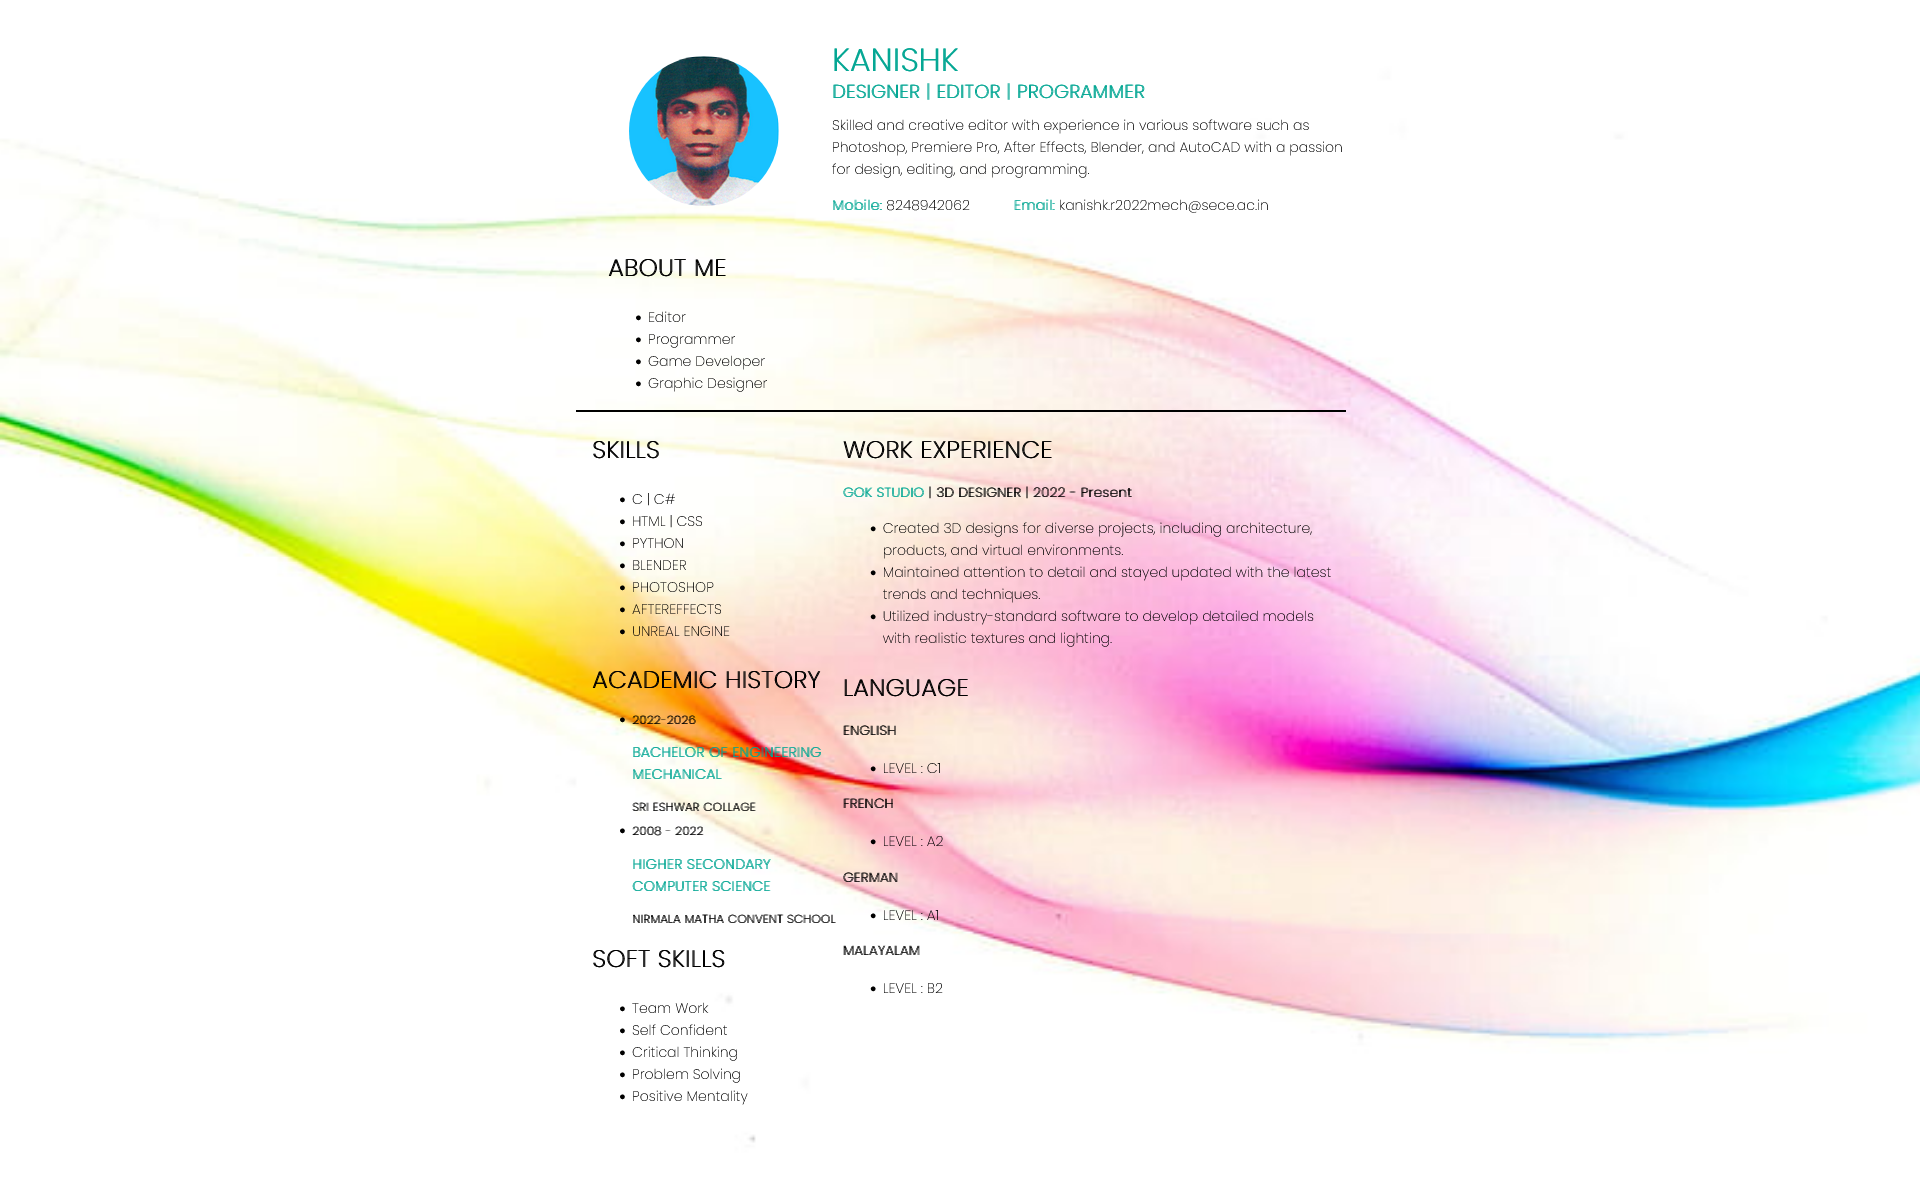 KANISHK
DESIGNER | EDITOR | PROGRAMMER
Skilled and creative editor with experience in various software such as
Photoshop, Premiere Pro, After Effects, Blender, and AutoCAD with a passion
for design, editing, and programming.
Mobile: 8248942062 Email: kanishk.r2022mech@sece.ac.in
ABOUT ME
• Editor
• Programmer
• Game Developer
• Graphic Designer
SKILLS
• C | C#
• HTML | CSS
• PYTHON
• BLENDER
• PHOTOSHOP
• AFTEREFFECTS
• UNREAL ENGINE
ACADEMIC HISTORY
• 2022-2026
BACHELOR OF ENGINEERING
MECHANICAL
SRI ESHWAR COLLAGE
• 2008 - 2022
HIGHER SECONDARY
COMPUTER SCIENCE
NIRMALA MATHA CONVENT SCHOOL
SOFT SKILLS
• Team Work
• Self Confident
• Critical Thinking
• Problem Solving
• Positive Mentality
WORK EXPERIENCE
GOK STUDIO | 3D DESIGNER | 2022 - Present
• Created 3D designs for diverse projects, including architecture,
products, and virtual environments.
• Maintained attention to detail and stayed updated with the latest
trends and techniques.
• Utilized industry-standard software to develop detailed models
with realistic textures and lighting.
LANGUAGE
ENGLISH
• LEVEL : C1
FRENCH
• LEVEL : A2
GERMAN
• LEVEL : A1
MALAYALAM
• LEVEL : B2